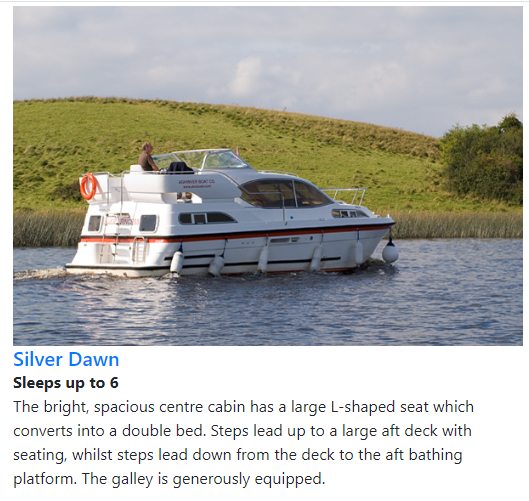 Silver Dawn
Sleeps up to 6
The bright, spacious centre cabin has a large L-shaped seat which
converts into a double bed. Steps lead up to a large aft deck with
seating, whilst steps lead down from the deck to the aft bathing
platform. The galley is generously equipped.